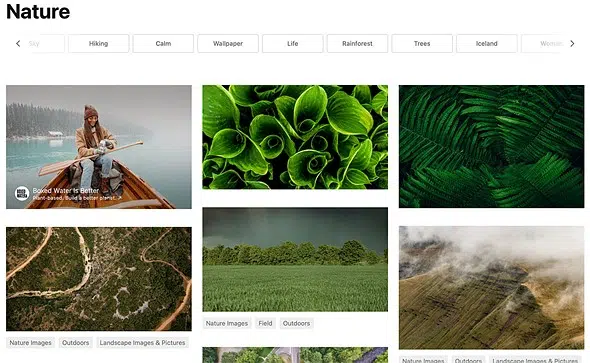 Nature
Sky
Hiking
Calm
Wallpaper
Life
Rainforest
Trees
Iceland
Boxed Water Is Better
Plant-based. Build a better planet. ↗
Nature Images
Outdoors
Landscape Images & Pictures
Nature Images
Field
Outdoors
Nature Images
Outdoors
Landscape Images & Pictures